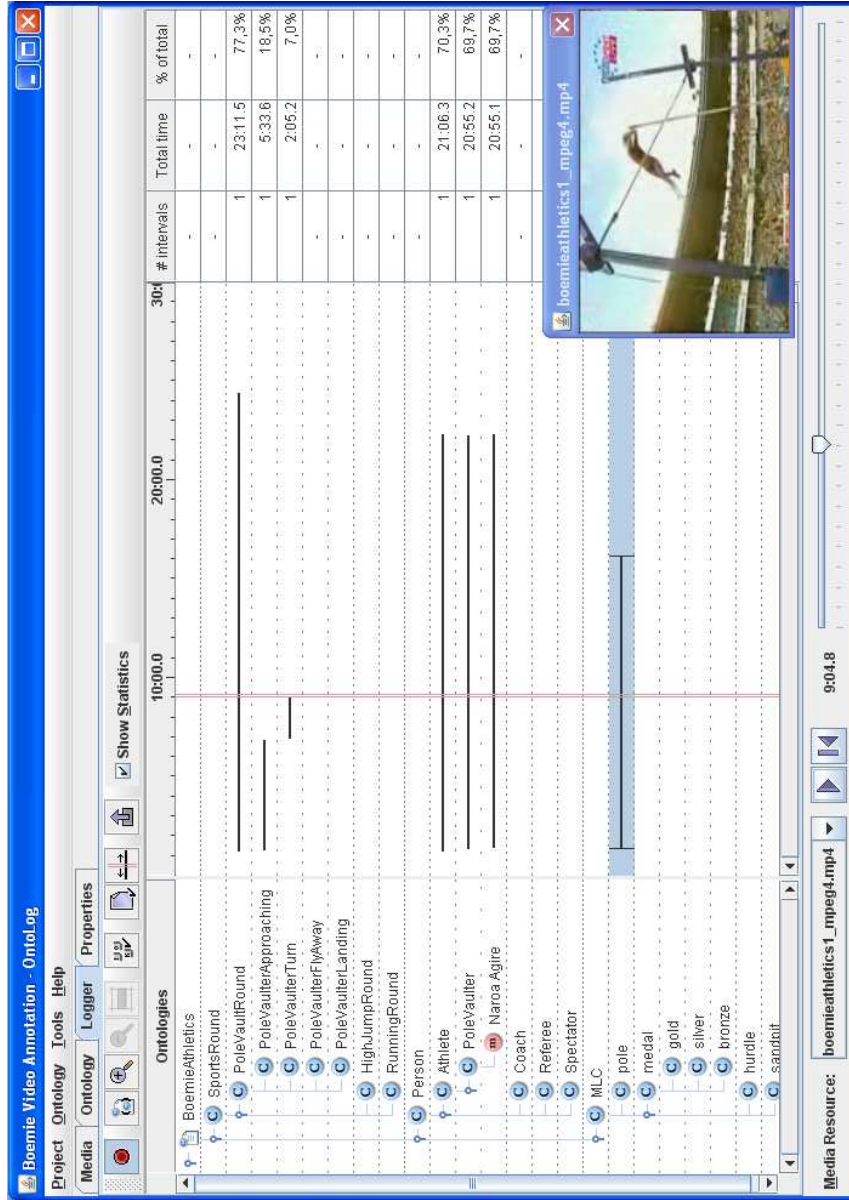 Boemie Video Annotation - OntoLog
Project Ontology Tools Help
Media Ontology Logger Properties
Show Statistics
Ontologies 10:00.0 20:00.0 30:0 # intervals Total time % of total
BoemieAthletics - - -
SportsRound - - -
PoleVaultRound 1 23:11.5 77,3%
PoleVaulterApproaching 1 5:33.6 18,5%
PoleVaulterTurn 1 2:05.2 7,0%
PoleVaulterFlyAway - - -
PoleVaulterLanding - - -
HighJumpRound - - -
RunningRound - - -
Person - - -
Athlete 1 21:06.3 70,3%
PoleVaulter 1 20:55.2 69,7%
m Naroa Agire 1 20:55.1 69,7%
Coach - - -
Referee
Spectator
MLC
pole
medal
gold
silver
bronze
hurdle
sandpit
boemieathletics1_mpeg4.mp4
Media Resource: boemieathletics1_mpeg4.mp4 9:04.8